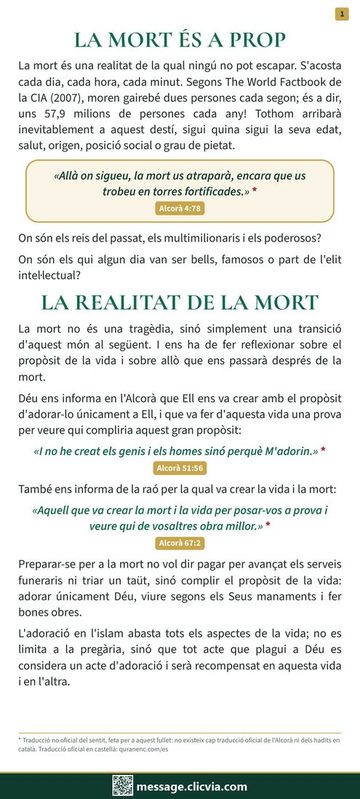 1
LA MORT ÉS A PROP
La mort és una realitat de la qual ningú no pot escapar. S'acosta
cada dia, cada hora, cada minut. Segons The World Factbook de
la CIA (2007), moren gairebé dues persones cada segon; és a dir,
uns 57,9 milions de persones cada any! Tothom arribarà
inevitablement a aquest destí, sigui quina sigui la seva edat,
salut, origen, posició social o grau de pietat.
«Allà on sigueu, la mort us atraparà, encara que us
trobeu en torres fortificades.» *
Alcorà 4:78
On són els reis del passat, els multimilionaris i els poderosos?
On són els qui algun dia van ser bells, famosos o part de l'elit
intel·lectual?
LA REALITAT DE LA MORT
La mort no és una tragèdia, sinó simplement una transició
d'aquest món al següent. I ens ha de fer reflexionar sobre el
propòsit de la vida i sobre allò que ens passarà després de la
mort.
Déu ens informa en l'Alcorà que Ell ens va crear amb el propòsit
d'adorar-lo únicament a Ell, i que va fer d'aquesta vida una prova
per veure qui compliria aquest gran propòsit:
«I no he creat els genis i els homes sinó perquè M'adorin.» *
Alcorà 51:56
També ens informa de la raó per la qual va crear la vida i la mort:
«Aquell que va crear la mort i la vida per posar-vos a prova i
veure qui de vosaltres obra millor.» *
Alcorà 67:2
Preparar-se per a la mort no vol dir pagar per avançat els serveis
funeraris ni triar un taüt, sinó complir el propòsit de la vida:
adorar únicament Déu, viure segons els Seus manaments i fer
bones obres.
L'adoració en l'islam abasta tots els aspectes de la vida; no es
limita a la pregària, sinó que tot acte que plagui a Déu es
considera un acte d'adoració i serà recompensat en aquesta vida
i en l'altra.
* Traducció no oficial del sentit, feta per a aquest fullet: no existeix cap traducció oficial de l'Alcorà ni dels hadits en
català. Traducció oficial en castellà: quranenc.com/es
message.clicvia.com